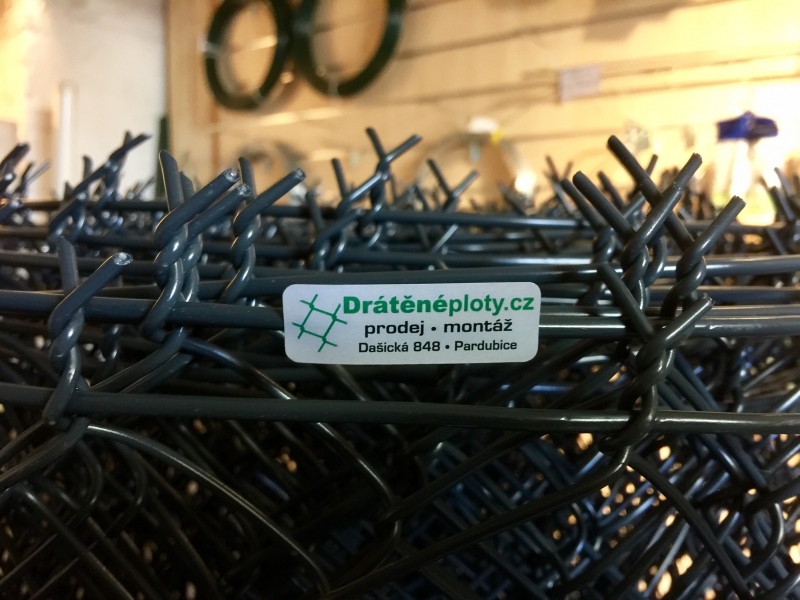 Drátěnéploty.cz
prodej • montáž
Dašická 848 • Pardubice